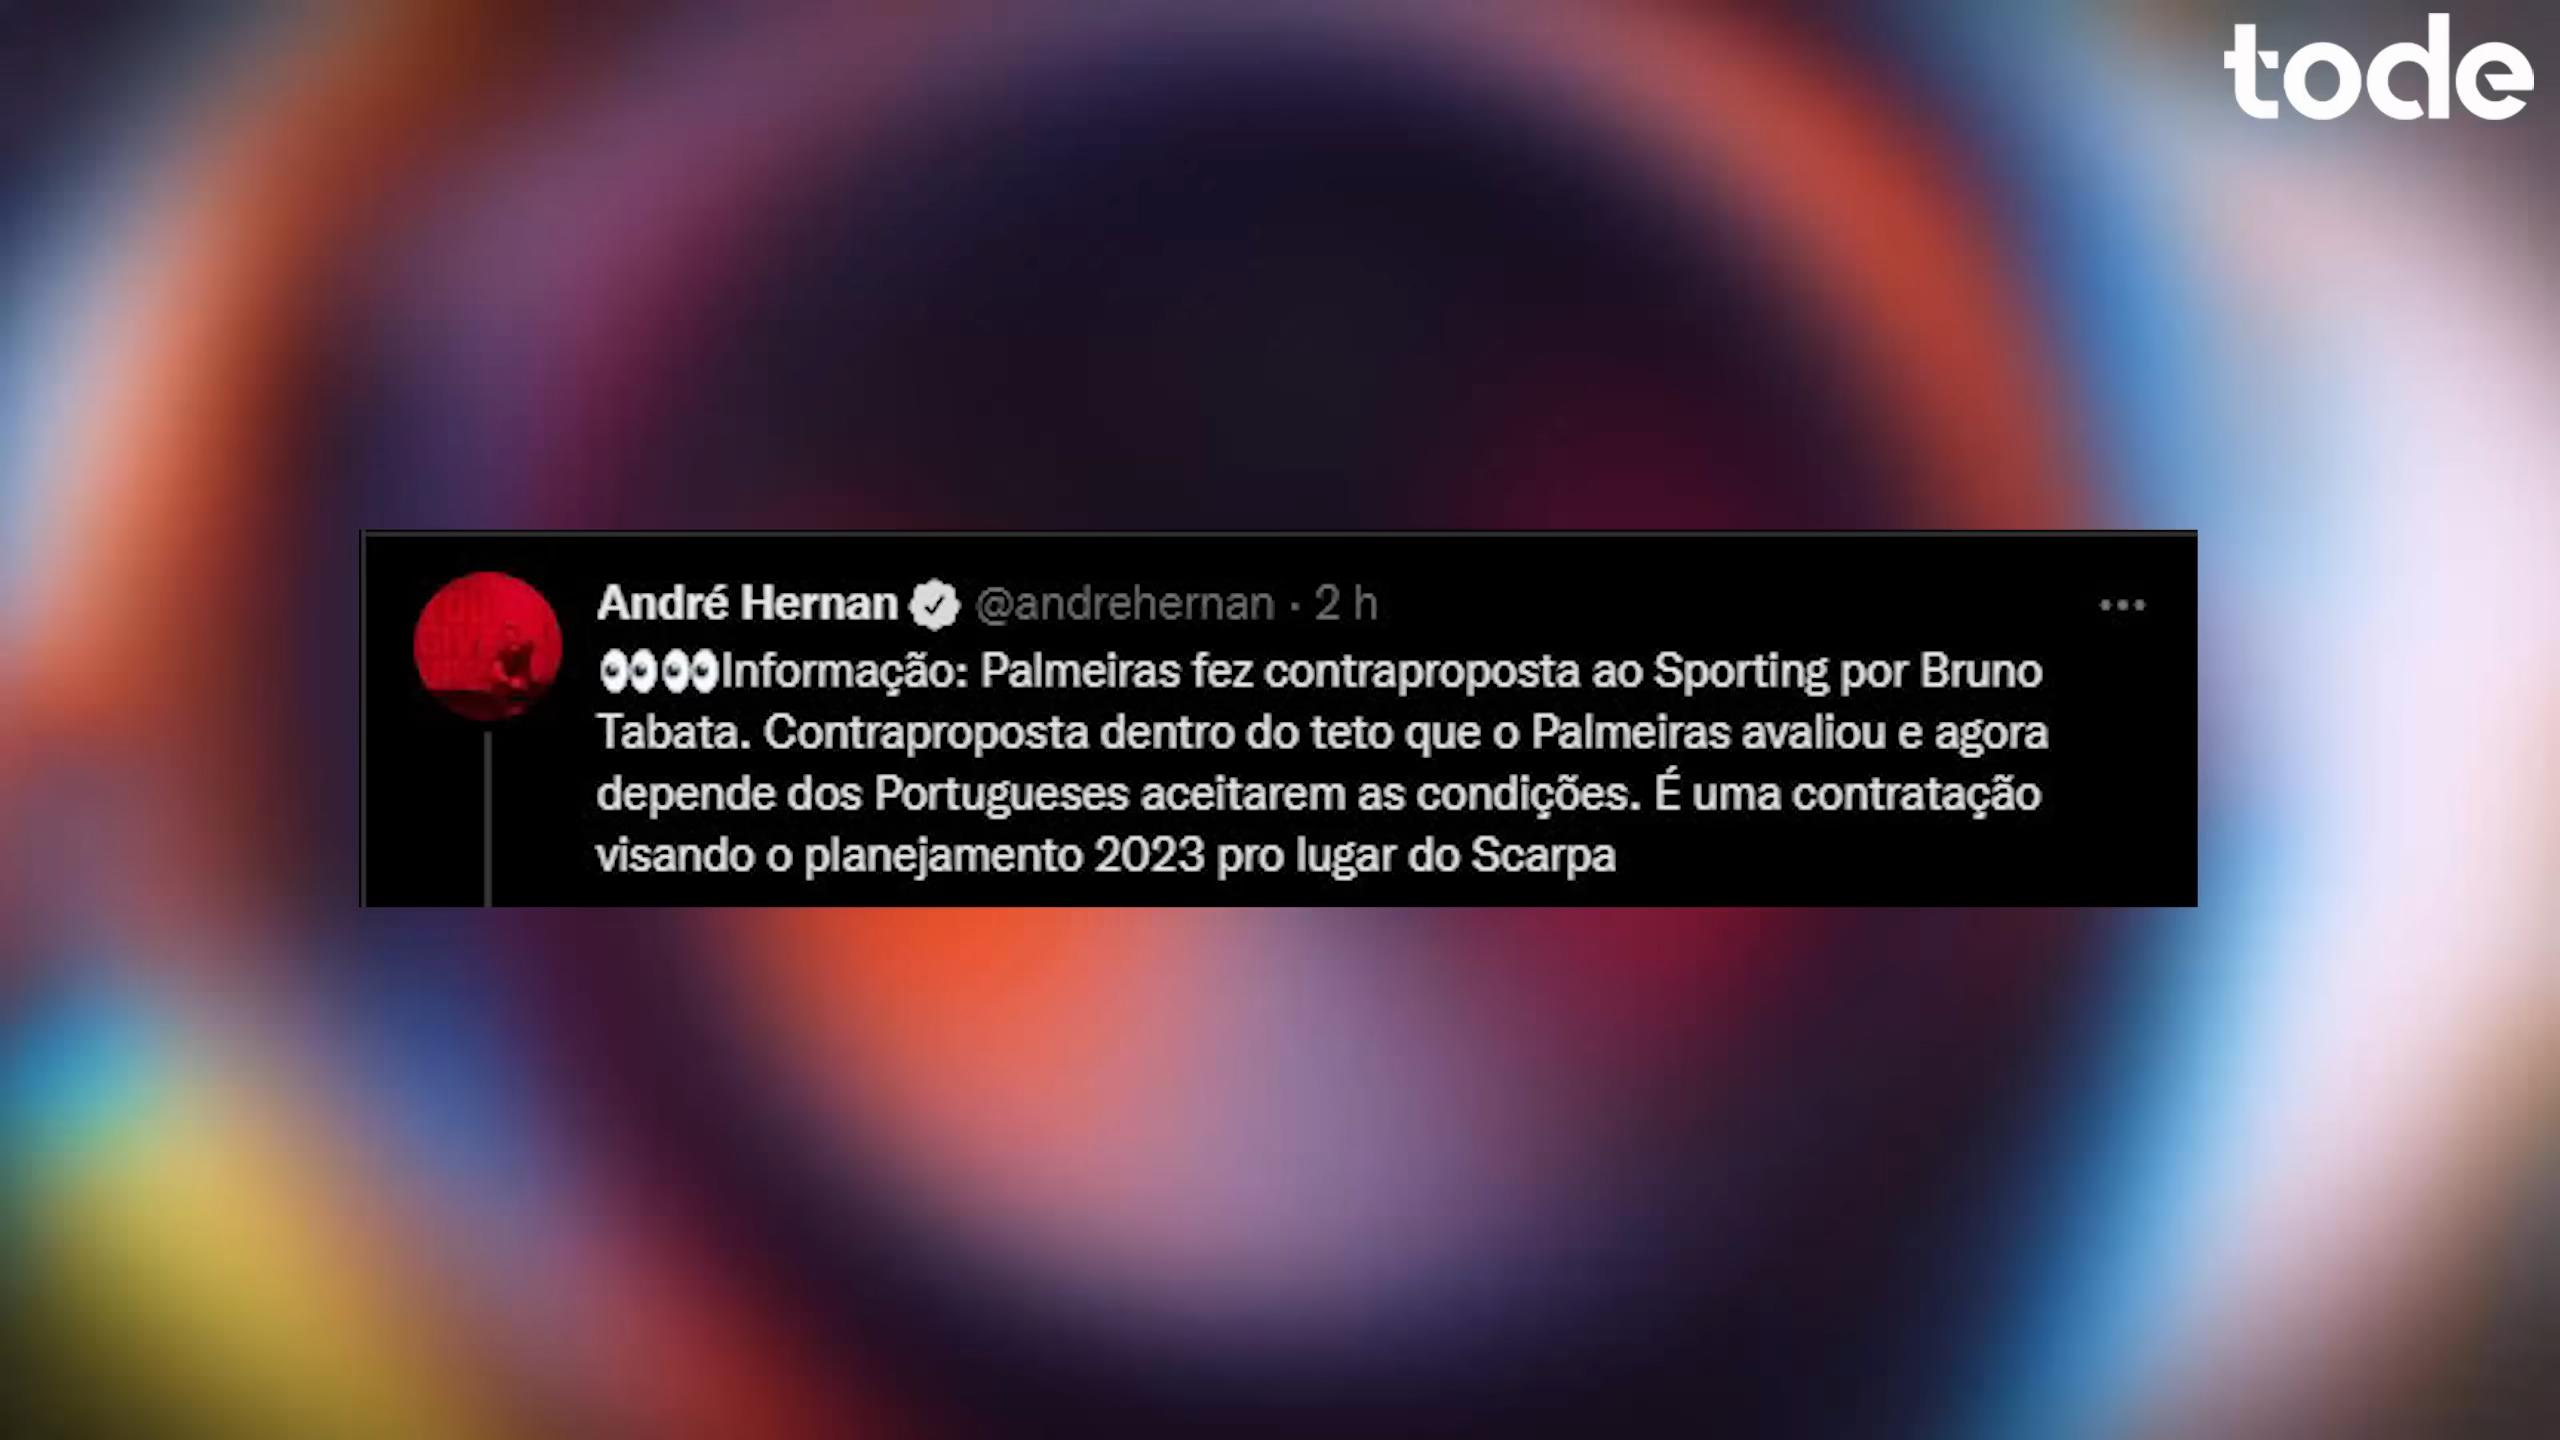 tode
André Hernan @andrehernan · 2 h
👀👀Informação: Palmeiras fez contraproposta ao Sporting por Bruno
Tabata. Contraproposta dentro do teto que o Palmeiras avaliou e agora
depende dos Portugueses aceitarem as condições. É uma contratação
visando o planejamento 2023 pro lugar do Scarpa